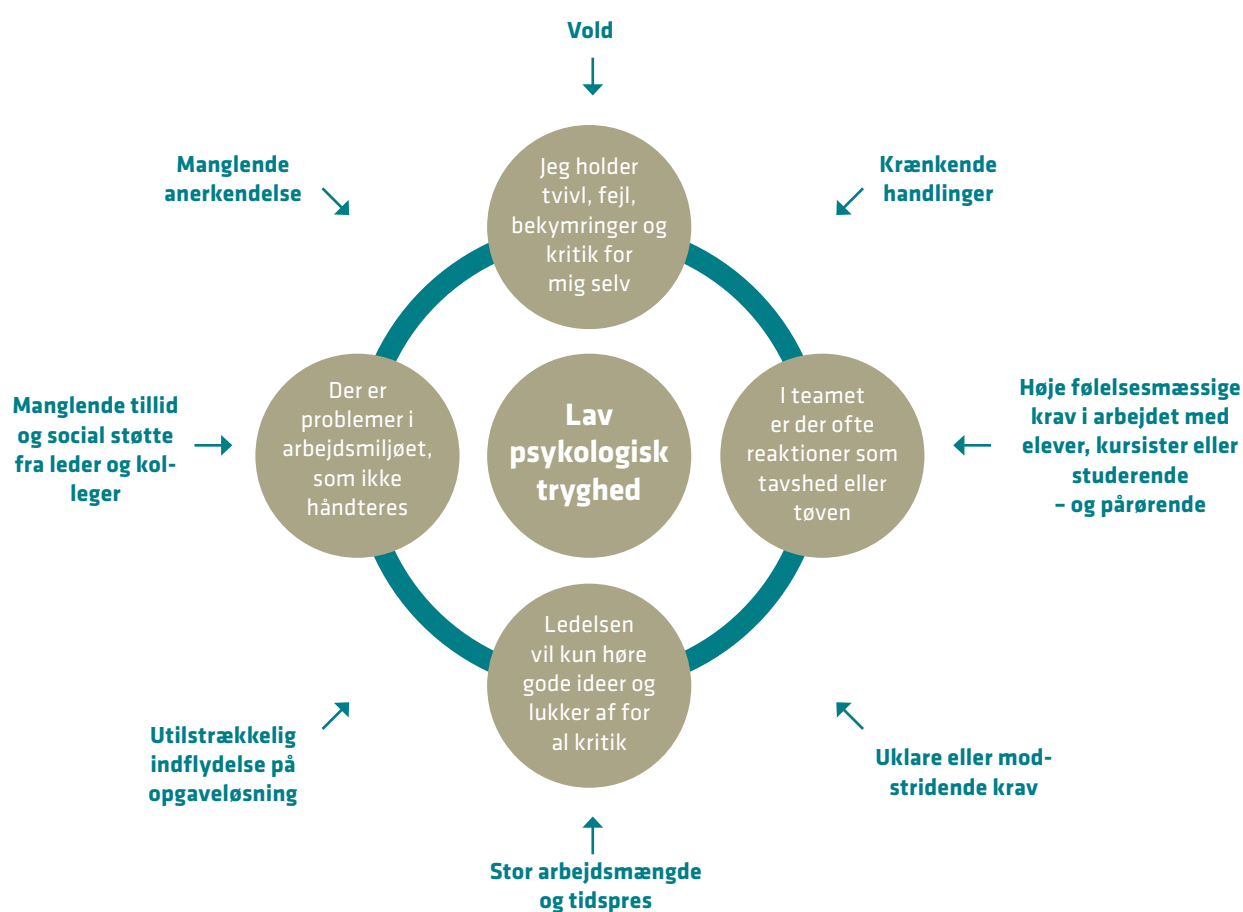 Vold
Manglende
anerkendelse
Krænkende
handlinger
Jeg holder
tvivl, fejl,
bekymringer og
kritik for
mig selv
Manglende tillid
og social støtte
fra leder og kol-
leger
Der er
problemer i
arbejdsmiljøet,
som ikke
håndteres
Lav
psykologisk
tryghed
I teamet
er der ofte
reaktioner som
tavshed eller
tøven
Høje følelsesmæssige
krav i arbejdet med
elever, kursister eller
studerende
– og pårørende
Ledelsen
vil kun høre
gode ideer og
lukker af for
al kritik
Utilstrækkelig
indflydelse på
opgaveløsning
Uklare eller mod-
stridende krav
Stor arbejdsmængde
og tidspres